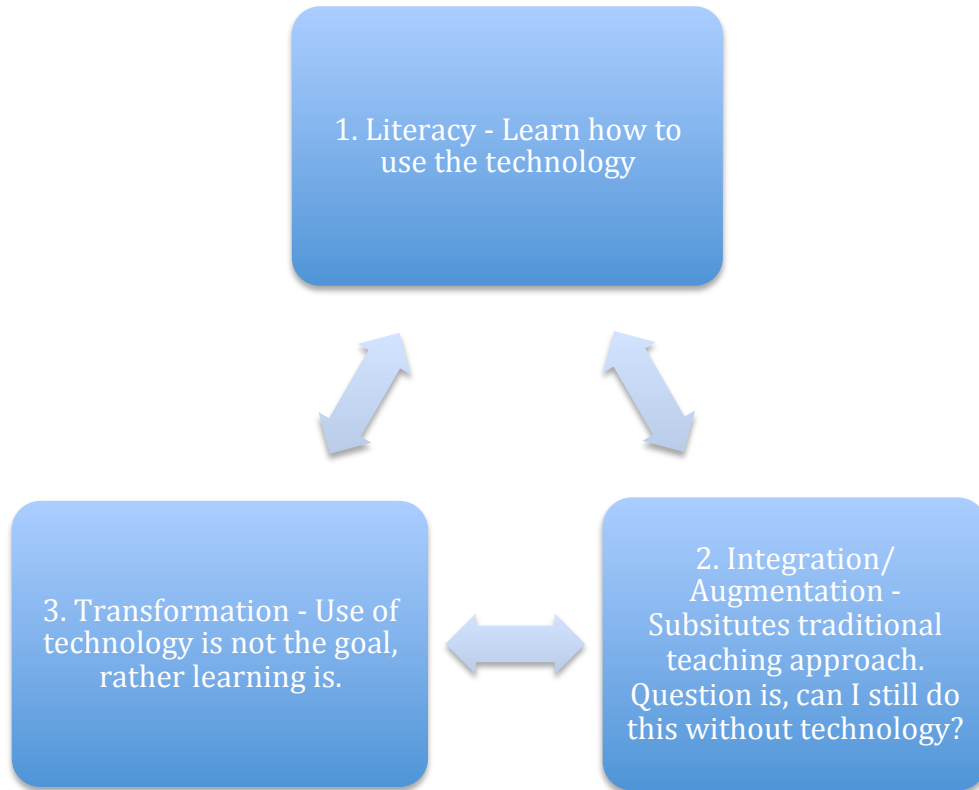 1. Literacy - Learn how to
use the technology
3. Transformation - Use of
technology is not the goal,
rather learning is.
2. Integration/
Augmentation -
Subsitutes traditional
teaching approach.
Question is, can I still do
this without technology?